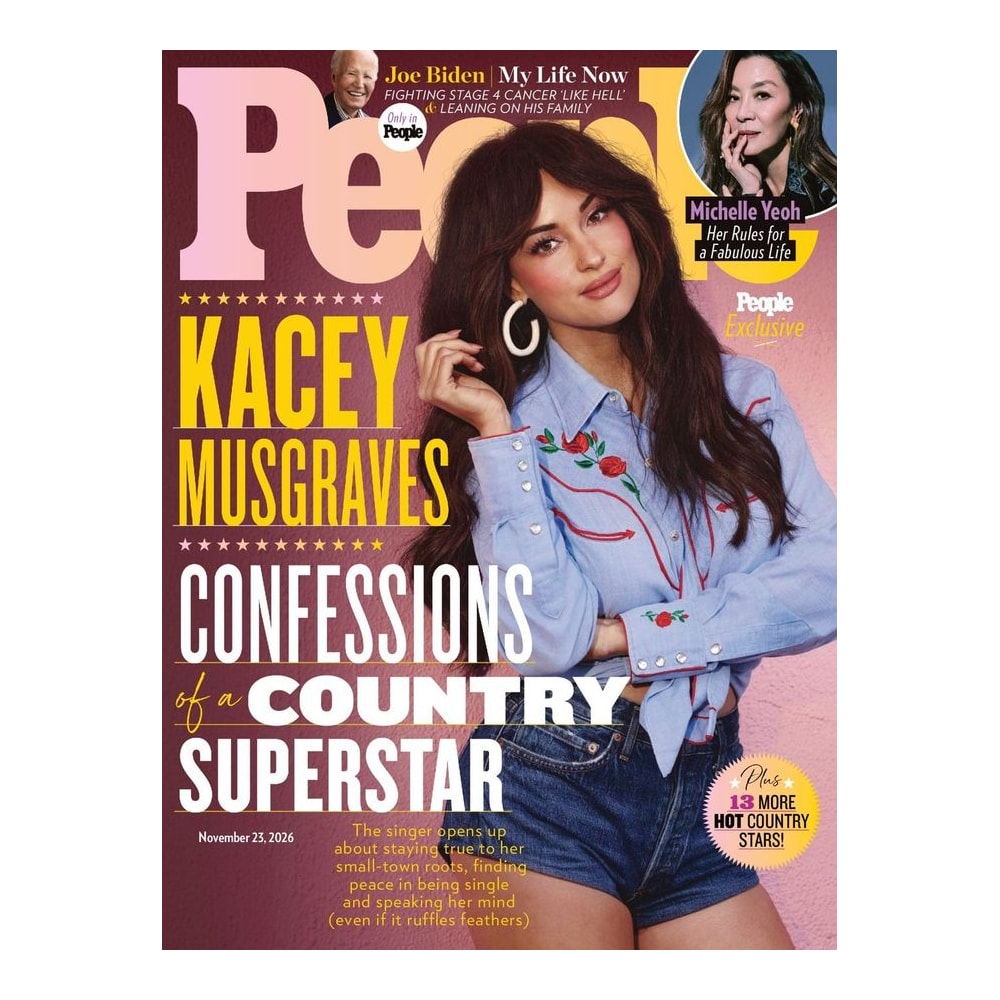 Joe Biden | My Life Now
FIGHTING STAGE 4 CANCER ‘LIKE HELL’
& LEANING ON HIS FAMILY
Only in
People
People
Michelle Yeoh
Her Rules for
a Fabulous Life
People
Exclusive
KACEY
MUSGRAVES
CONFESSIONS
of a COUNTRY
SUPERSTAR
November 23, 2026
The singer opens up
about staying true to her
small-town roots, finding
peace in being single
and speaking her mind
(even if it ruffles feathers)
Plus
13 MORE
HOT COUNTRY
STARS!